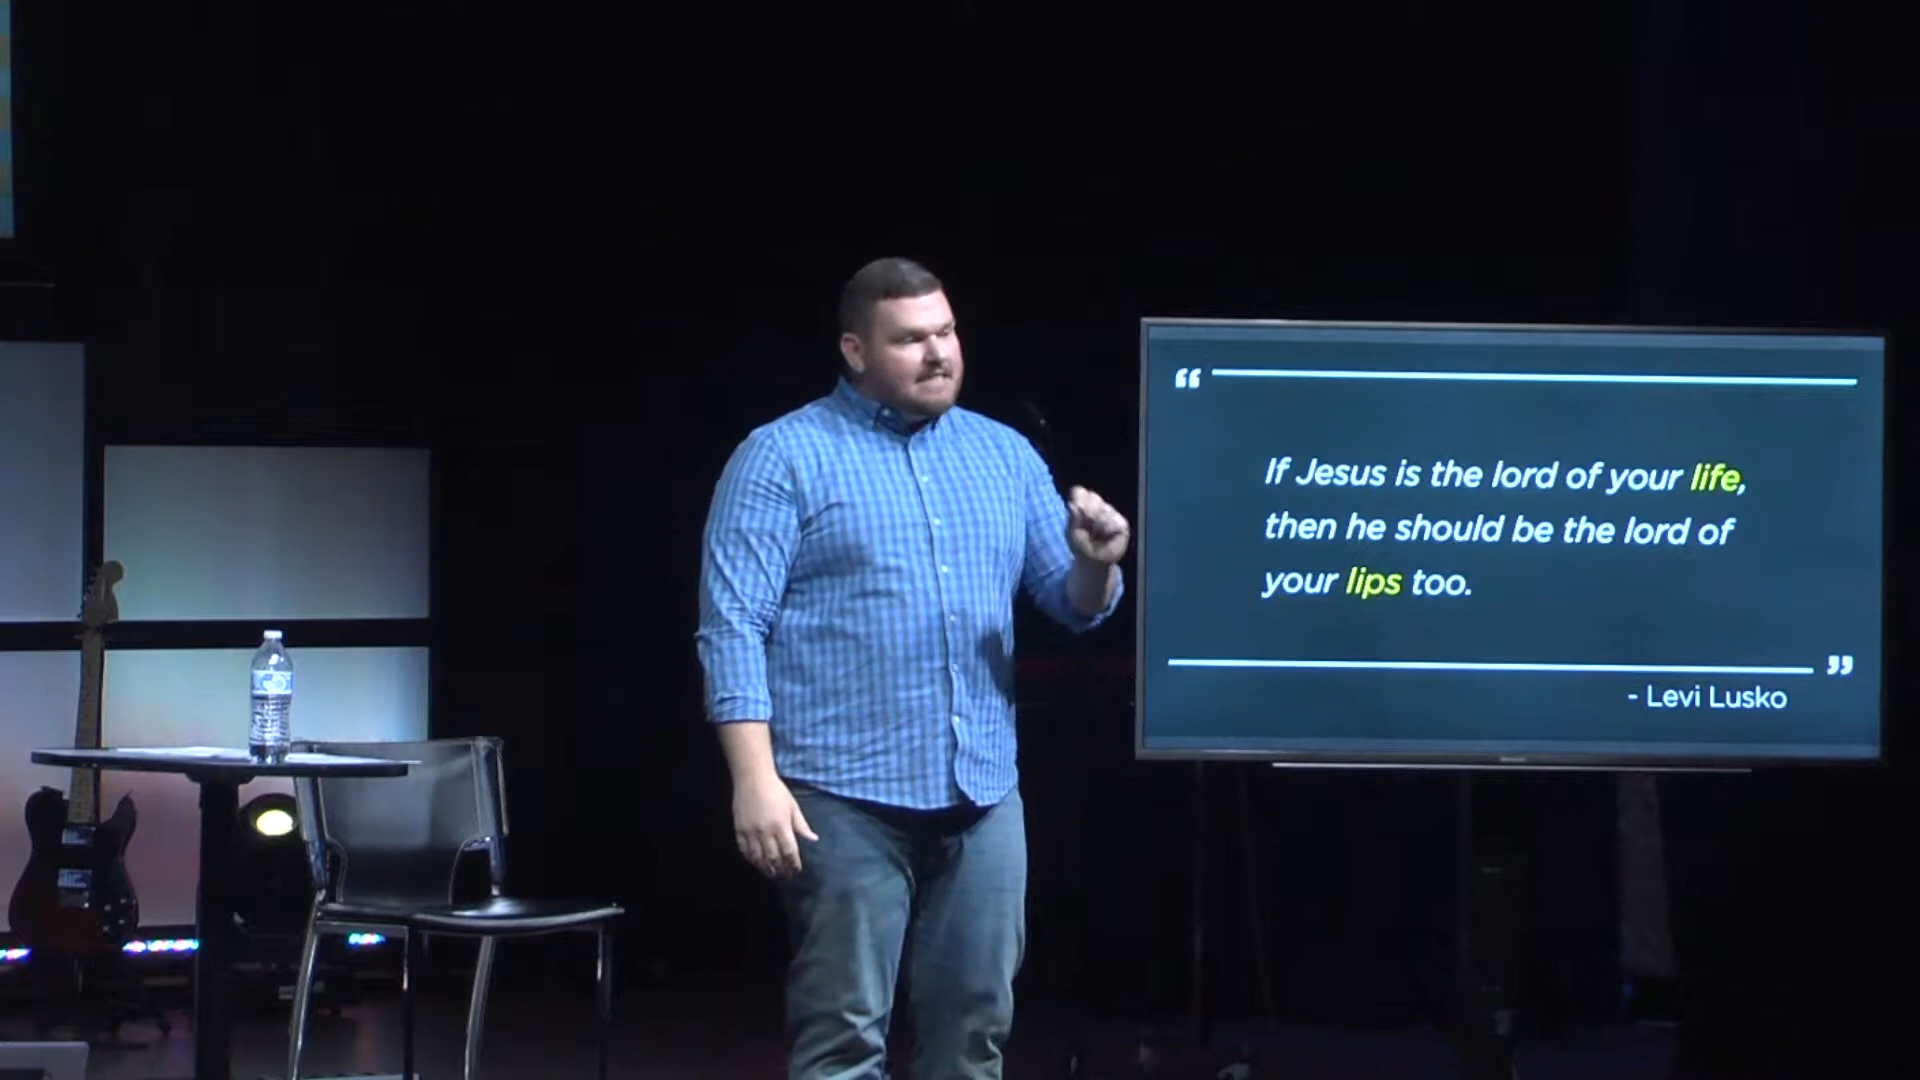 “
If Jesus is the lord of your life,
then he should be the lord of
your lips too.
”
- Levi Lusko